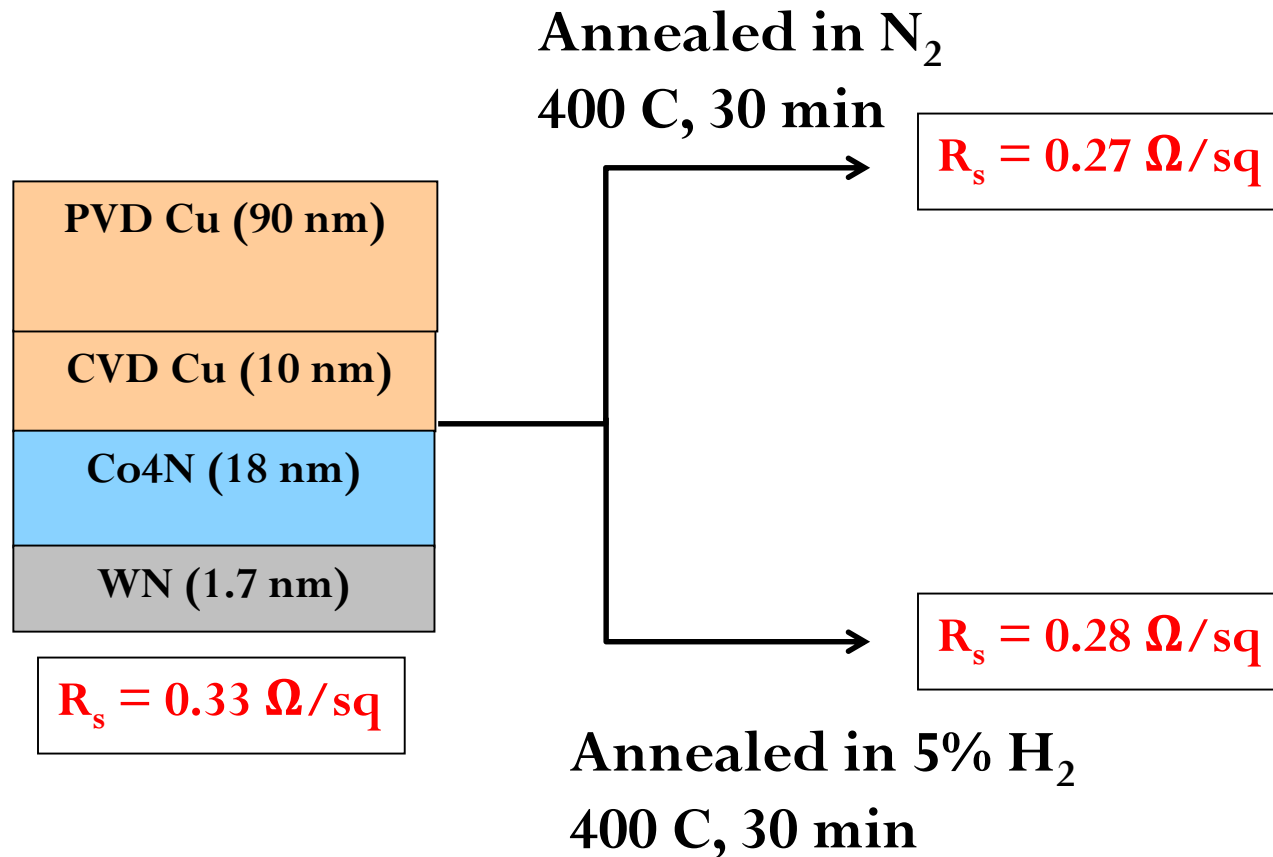 Annealed in N₂
400 C, 30 min
Rₛ = 0.27 Ω/sq
PVD Cu (90 nm)
CVD Cu (10 nm)
Co4N (18 nm)
WN (1.7 nm)
Rₛ = 0.33 Ω/sq
Rₛ = 0.28 Ω/sq
Annealed in 5% H₂
400 C, 30 min